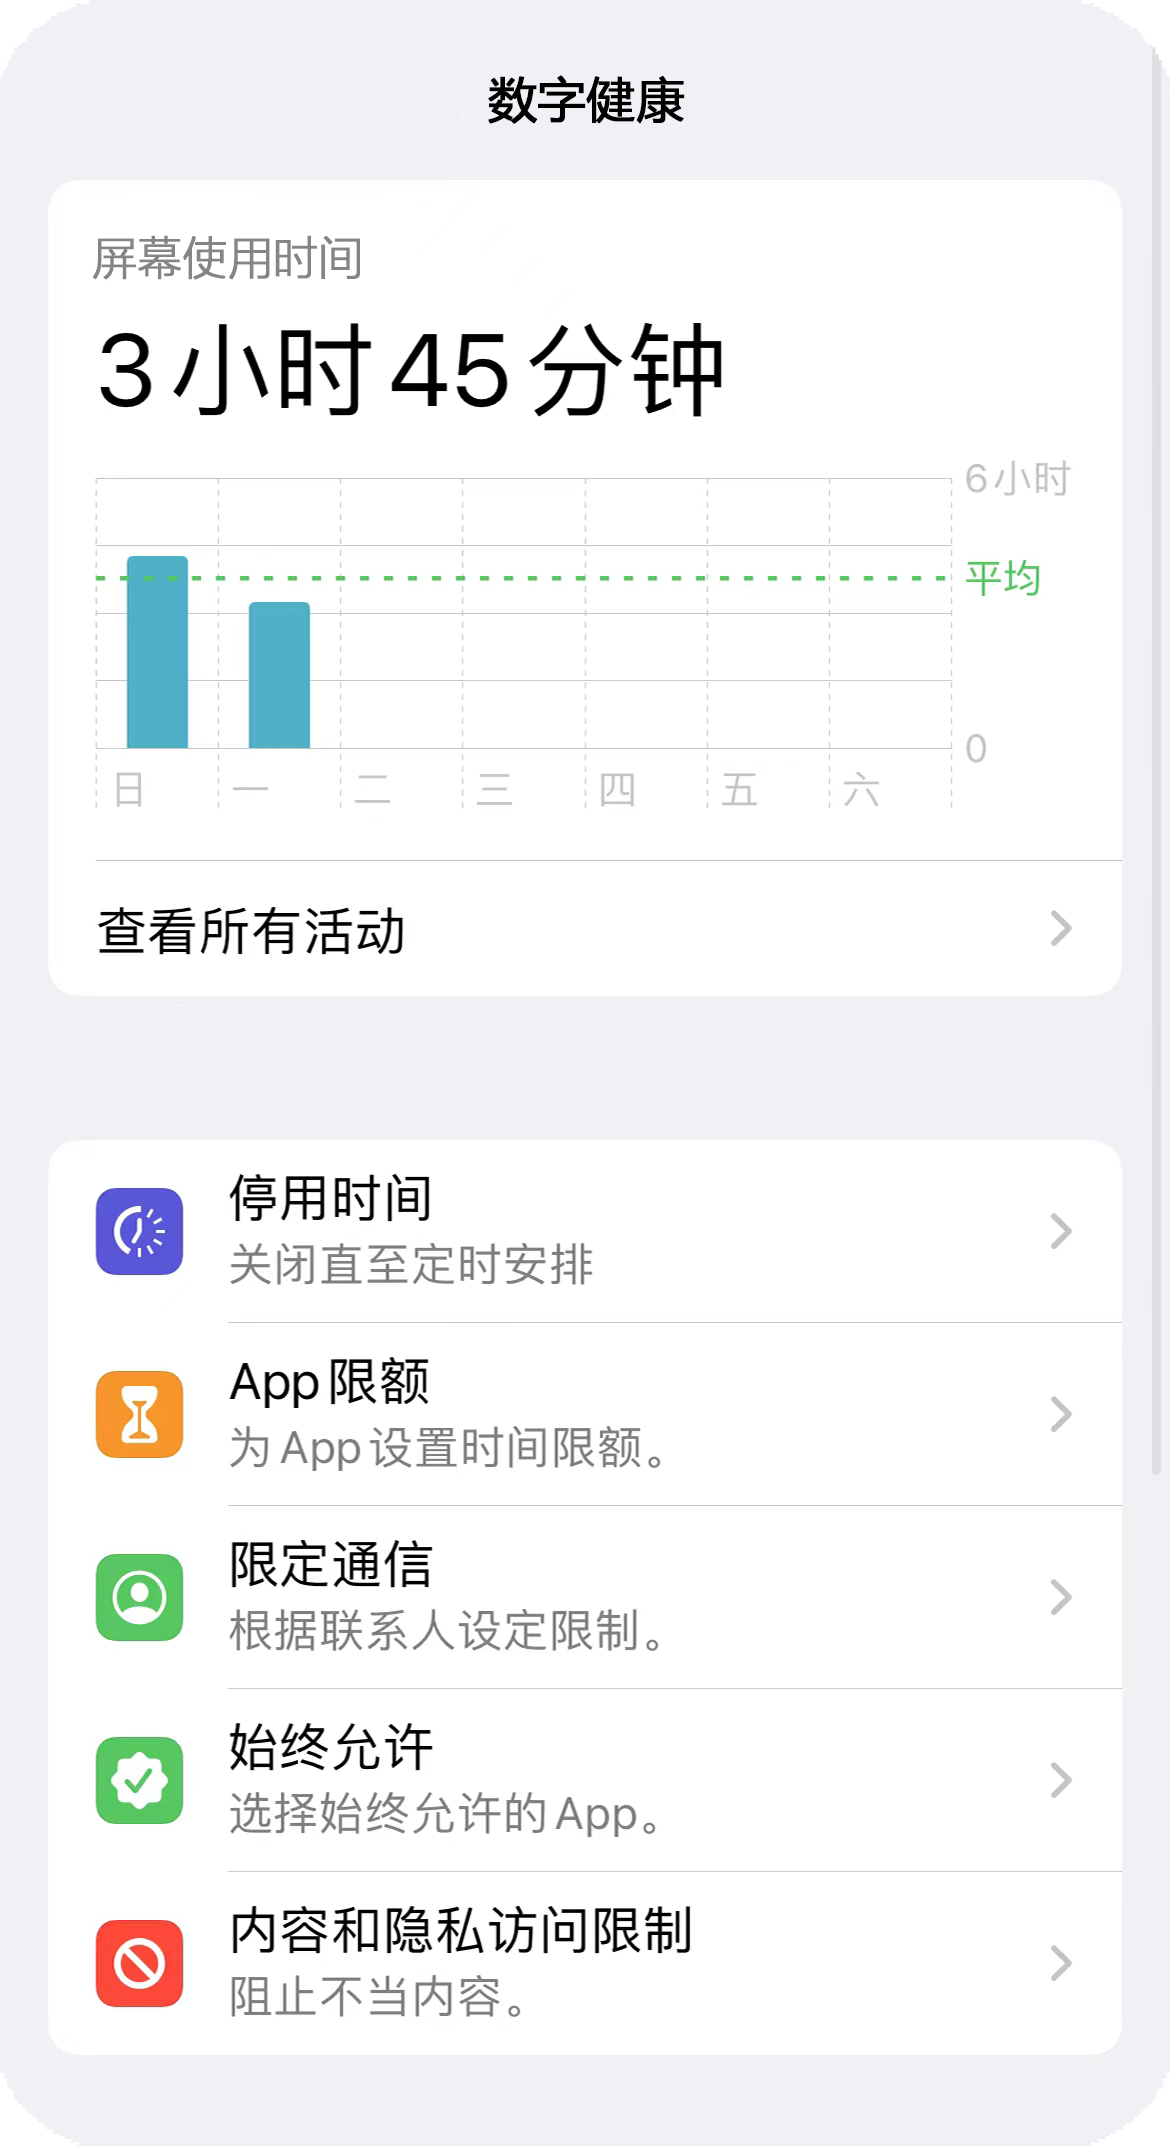 数字健康
屏幕使用时间
3小时45分钟
6小时
平均
0
日 一 二 三 四 五 六
查看所有活动
停用时间
关闭直至定时安排
App限额
为App设置时间限额。
限定通信
根据联系人设定限制。
始终允许
选择始终允许的App。
内容和隐私访问限制
阻止不当内容。